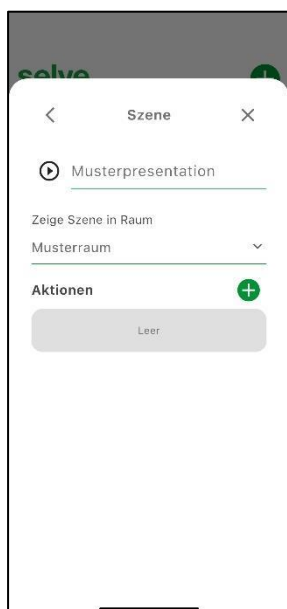 selve
Szene
Musterpresentation
Zeige Szene in Raum
Musterraum
Aktionen
Leer